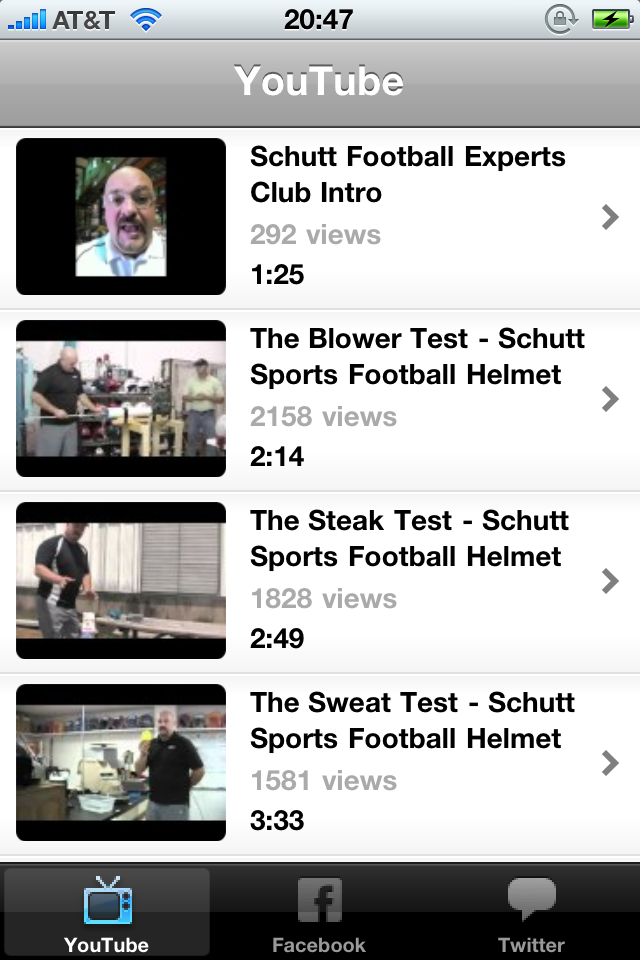 AT&T 20:47
YouTube
Schutt Football Experts
Club Intro
292 views
1:25
The Blower Test - Schutt
Sports Football Helmet
2158 views
2:14
The Steak Test - Schutt
Sports Football Helmet
1828 views
2:49
The Sweat Test - Schutt
Sports Football Helmet
1581 views
3:33
YouTube Facebook Twitter